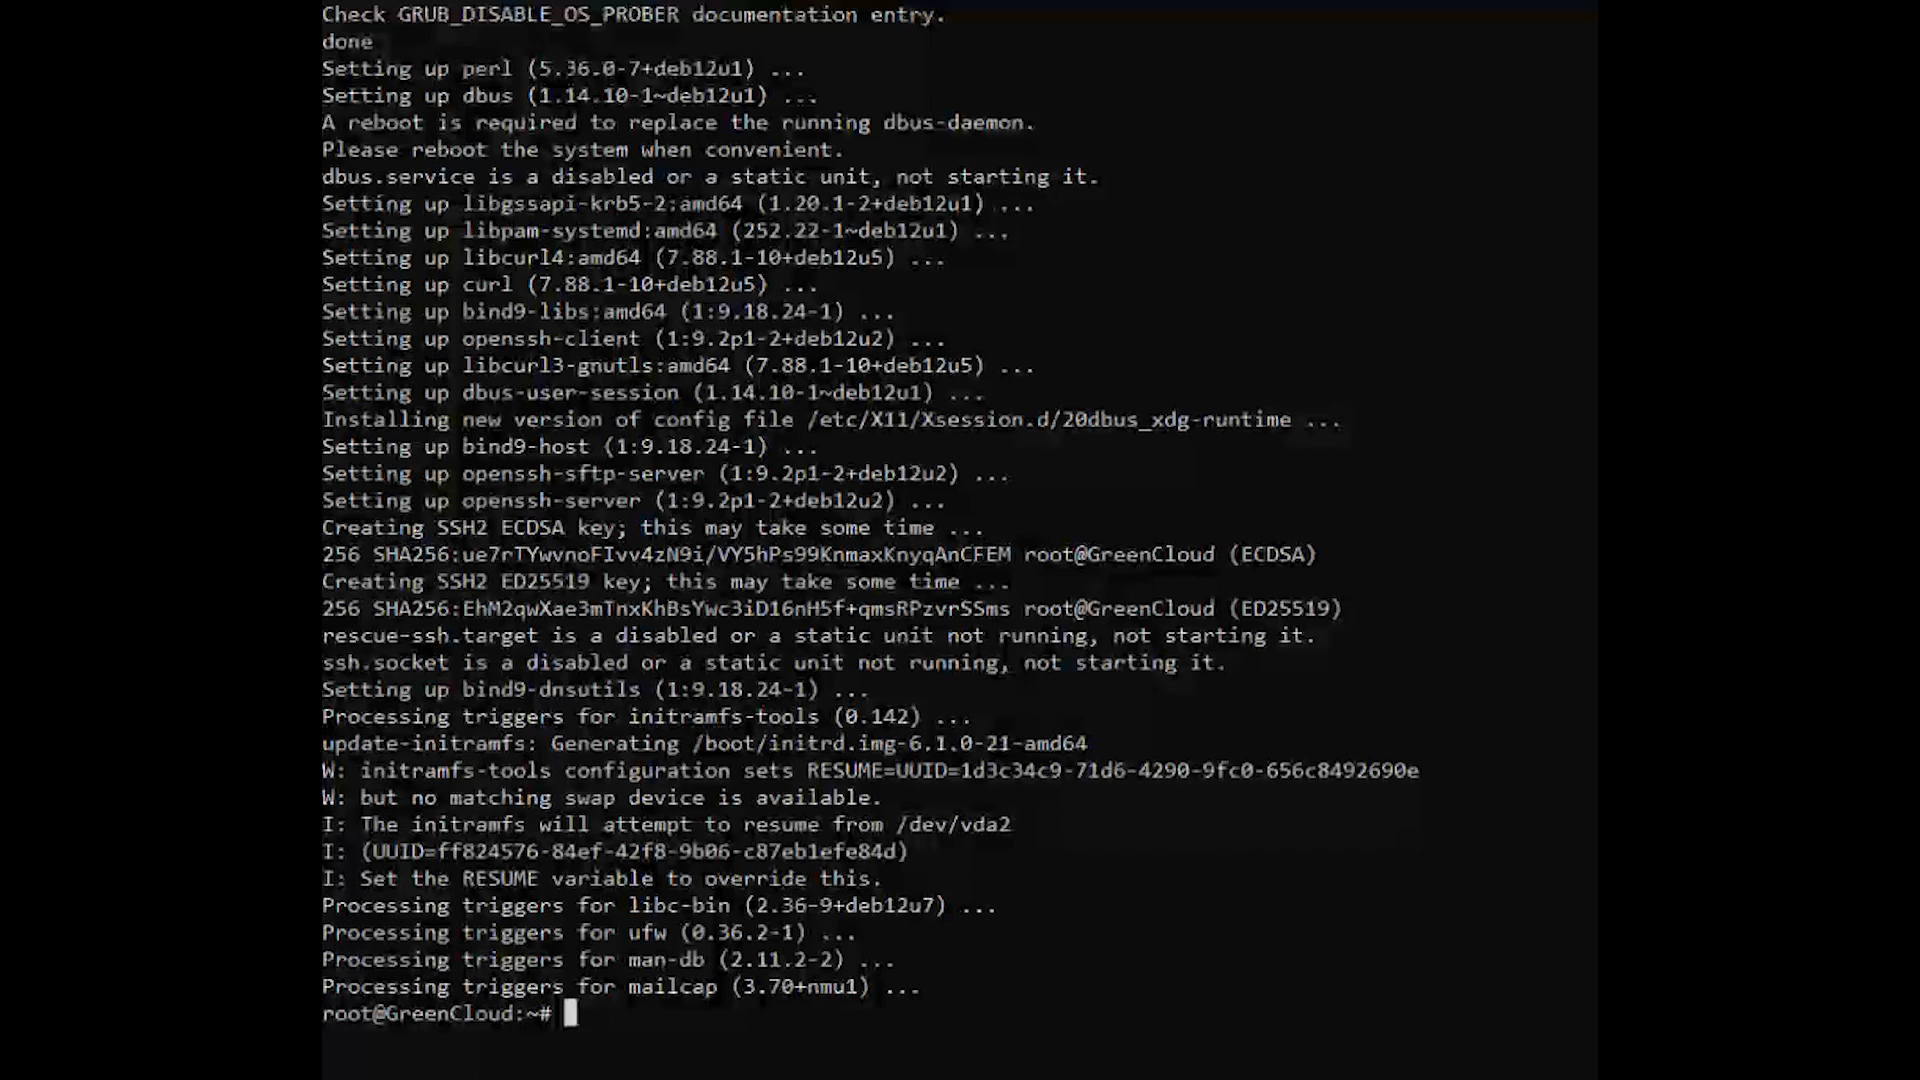 Check GRUB_DISABLE_OS_PROBER documentation entry.
done
Setting up perl (5.36.0-7+deb12u1) ...
Setting up dbus (1.14.10-1~deb12u1) ...
A reboot is required to replace the running dbus-daemon.
Please reboot the system when convenient.
dbus.service is a disabled or a static unit, not starting it.
Setting up libgssapi-krb5-2:amd64 (1.20.1-2+deb12u1) ...
Setting up libpam-systemd:amd64 (252.22-1~deb12u1) ...
Setting up libcurl4:amd64 (7.88.1-10+deb12u5) ...
Setting up curl (7.88.1-10+deb12u5) ...
Setting up bind9-libs:amd64 (1:9.18.24-1) ...
Setting up openssh-client (1:9.2p1-2+deb12u2) ...
Setting up libcurl3-gnutls:amd64 (7.88.1-10+deb12u5) ...
Setting up dbus-user-session (1.14.10-1~deb12u1) ...
Installing new version of config file /etc/X11/Xsession.d/20dbus_xdg-runtime ...
Setting up bind9-host (1:9.18.24-1) ...
Setting up openssh-sftp-server (1:9.2p1-2+deb12u2) ...
Setting up openssh-server (1:9.2p1-2+deb12u2) ...
Creating SSH2 ECDSA key; this may take some time ...
256 SHA256:ue7rTYwvnoFIvv4zN9i/VY5hPs99KnmaxKnyqAnCFEM root@GreenCloud (ECDSA)
Creating SSH2 ED25519 key; this may take some time ...
256 SHA256:EhM2qwXae3mTnxKhBsYwc3iD16nH5f+qmsRPzvrSSms root@GreenCloud (ED25519)
rescue-ssh.target is a disabled or a static unit not running, not starting it.
ssh.socket is a disabled or a static unit not running, not starting it.
Setting up bind9-dnsutils (1:9.18.24-1) ...
Processing triggers for initramfs-tools (0.142) ...
update-initramfs: Generating /boot/initrd.img-6.1.0-21-amd64
W: initramfs-tools configuration sets RESUME=UUID=1d3c34c9-71d6-4290-9fc0-656c8492690e
W: but no matching swap device is available.
I: The initramfs will attempt to resume from /dev/vda2
I: (UUID=ff824576-84ef-42f8-9b06-c87eb1efe84d)
I: Set the RESUME variable to override this.
Processing triggers for libc-bin (2.36-9+deb12u7) ...
Processing triggers for ufw (0.36.2-1) ...
Processing triggers for man-db (2.11.2-2) ...
Processing triggers for mailcap (3.70+nmu1) ...
root@GreenCloud:~#